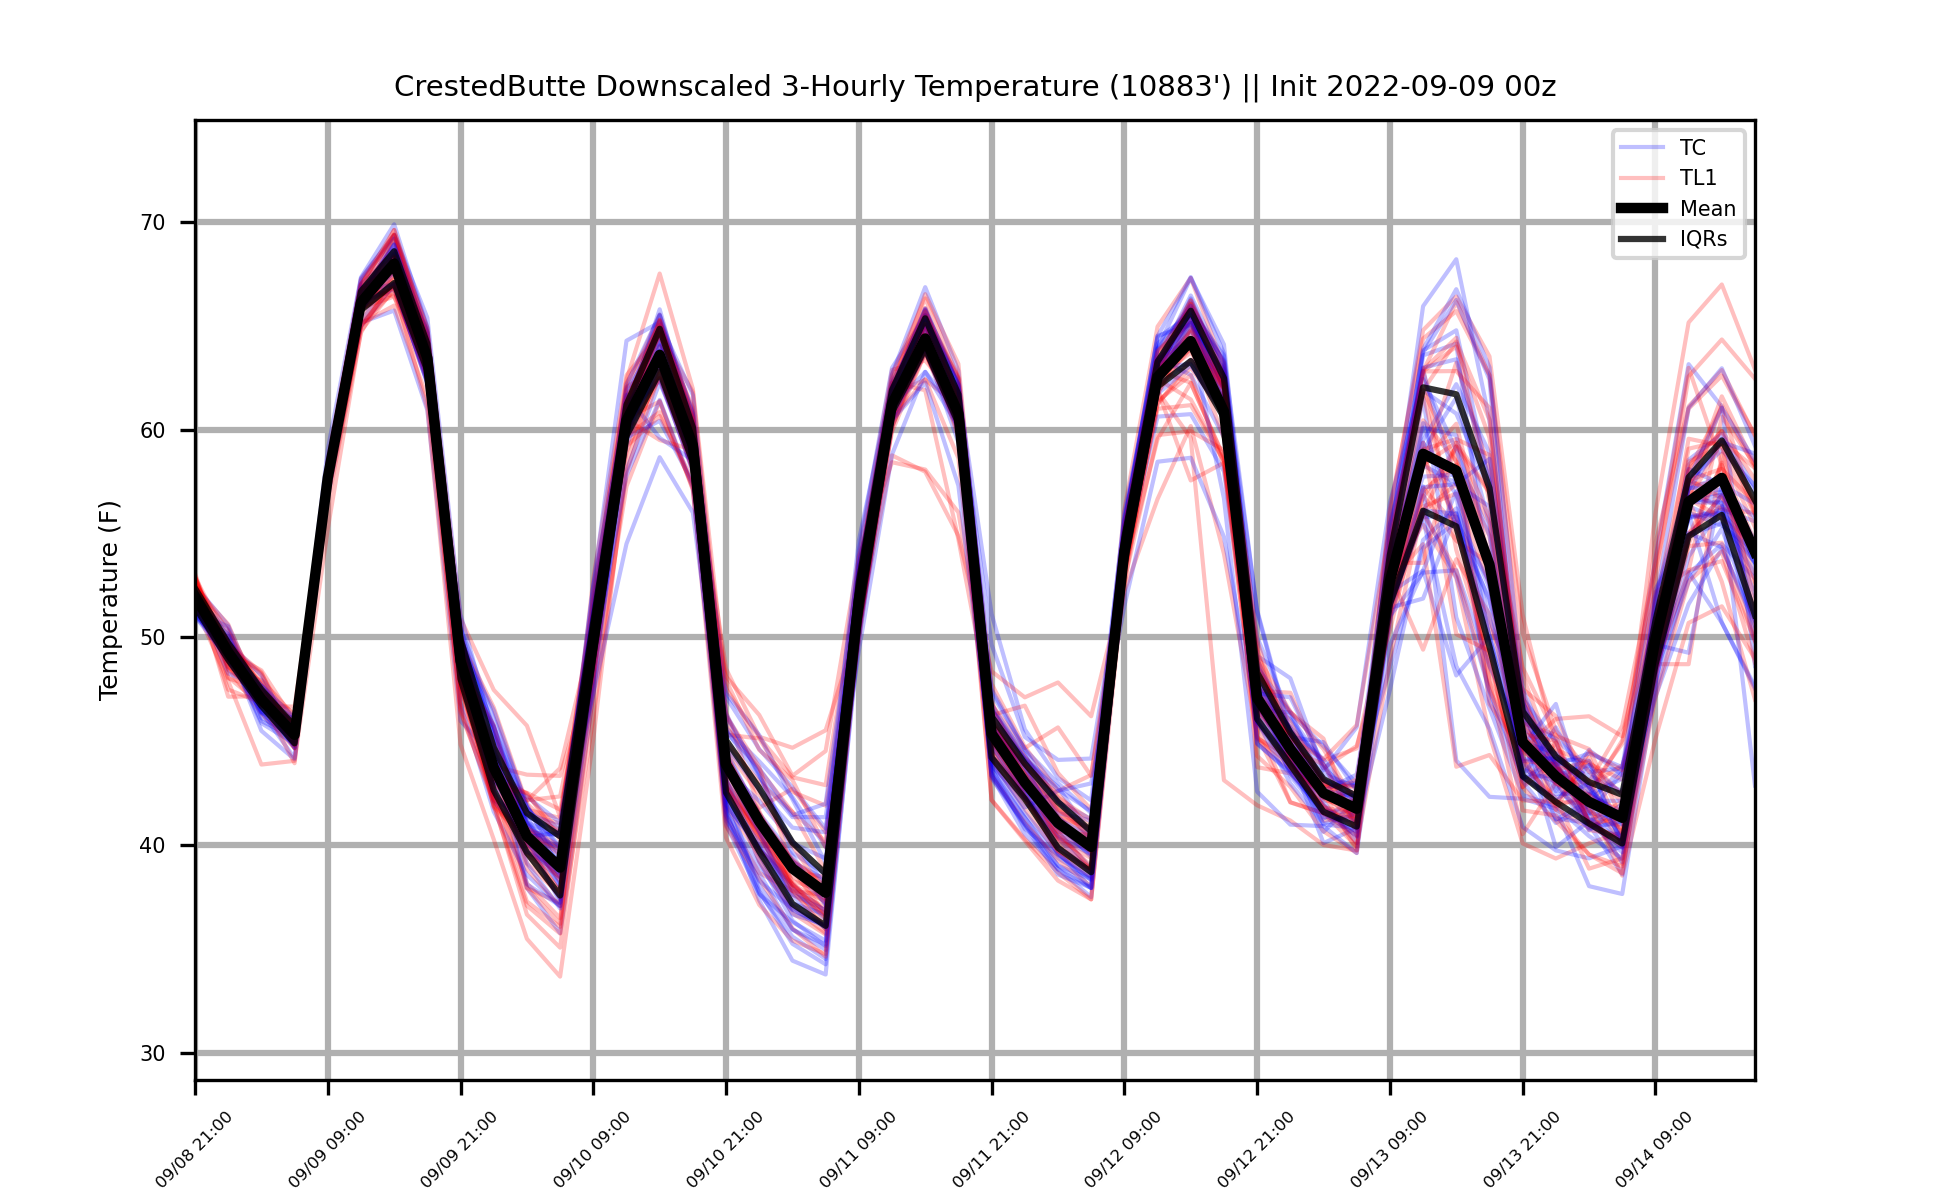 CrestedButte Downscaled 3-Hourly Temperature (10883') || Init 2022-09-09 00z
TC
TL1
Mean
IQRs
Temperature (F)
70
60
50
40
30
09/08 21:00
09/09 09:00
09/09 21:00
09/10 09:00
09/10 21:00
09/11 09:00
09/11 21:00
09/12 09:00
09/12 21:00
09/13 09:00
09/13 21:00
09/14 09:00